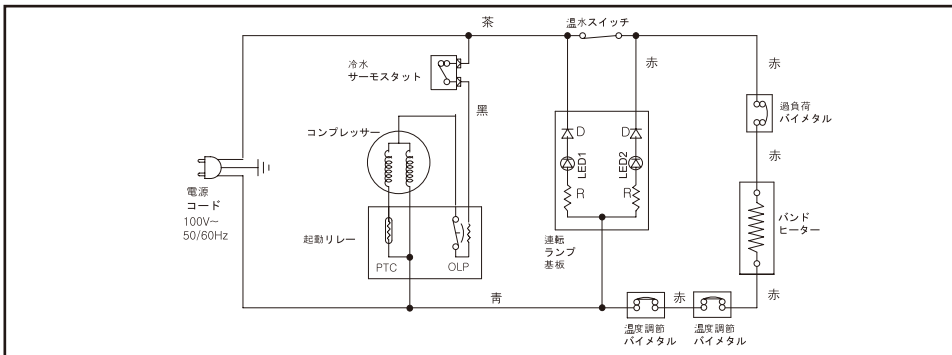 茶
温水スイッチ
冷水
サーモスタット
赤
赤
黒
過負荷
バイメタル
コンプレッサー
D
D
LED1
LED2
赤
電源
コード
100V~
50/60Hz
R
R
バンド
ヒーター
起動リレー
運転
ランプ
基板
PTC
OLP
青
赤
赤
温度調節
バイメタル
温度調節
バイメタル